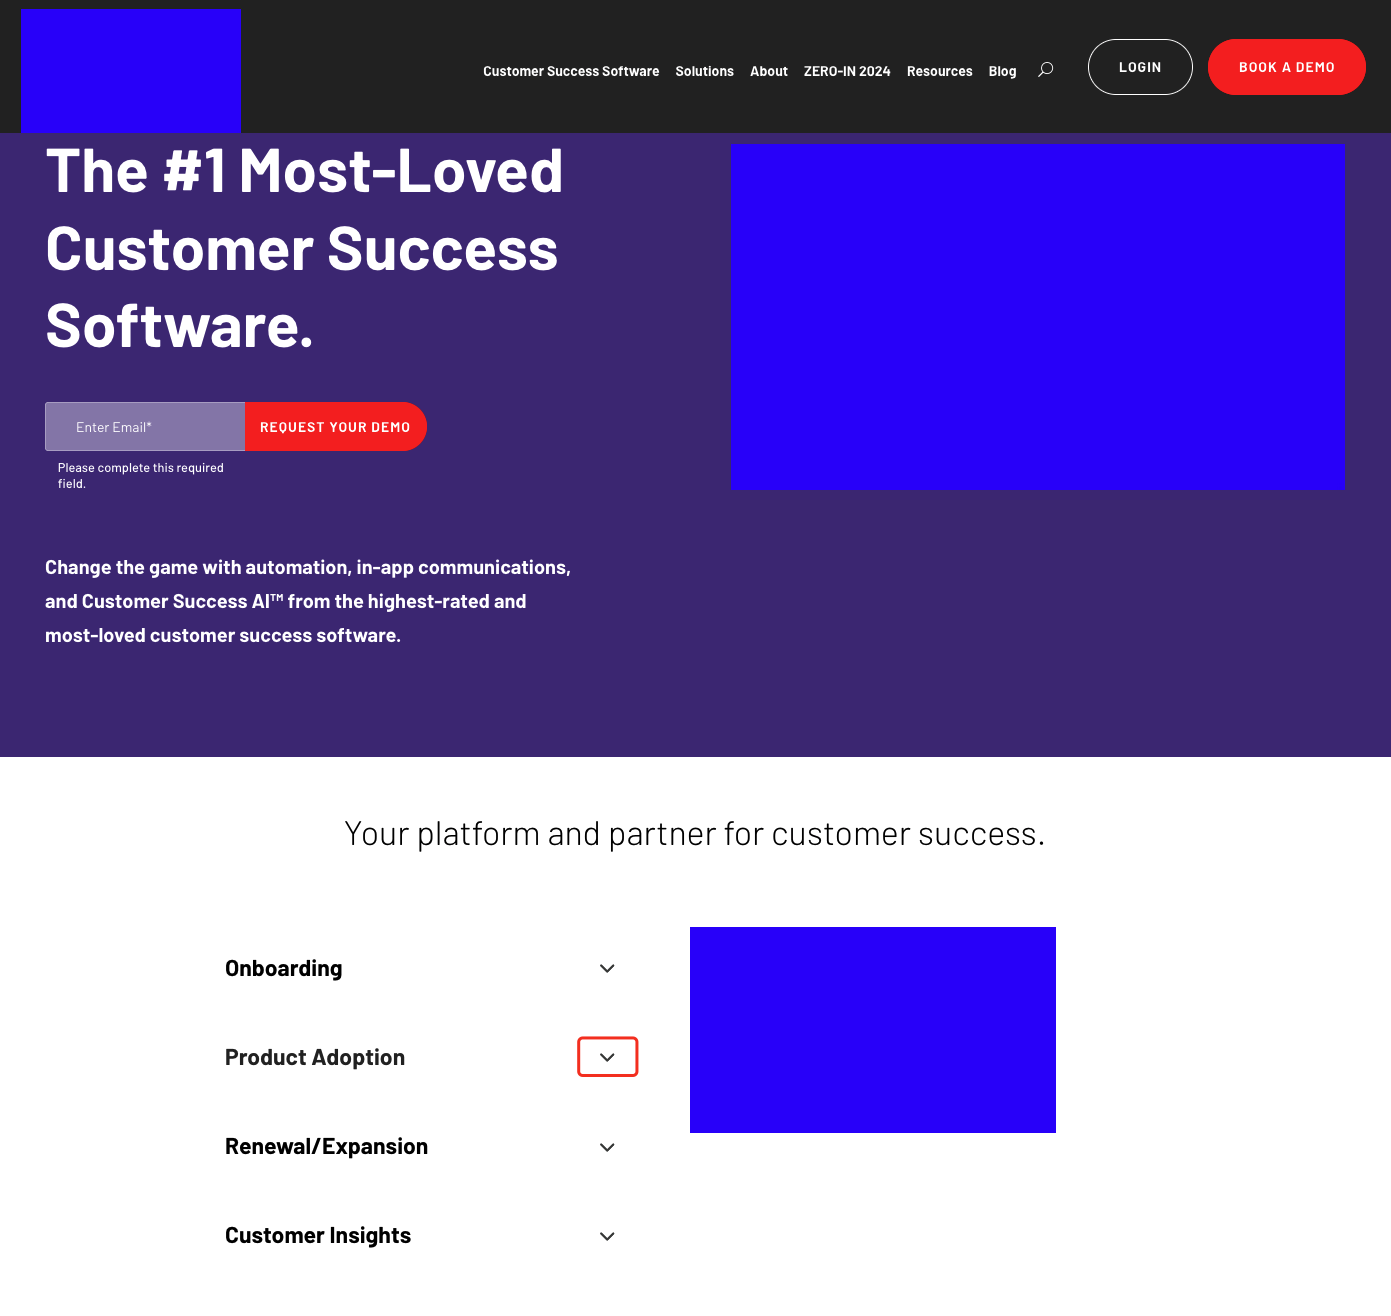 Customer Success Software Solutions About ZERO-IN 2024 Resources Blog LOGIN BOOK A DEMO
The #1 Most-Loved
Customer Success
Software.
Enter Email* REQUEST YOUR DEMO
Please complete this required
field.
Change the game with automation, in-app communications,
and Customer Success AI™ from the highest-rated and
most-loved customer success software.
Your platform and partner for customer success.
Onboarding
Product Adoption
Renewal/Expansion
Customer Insights